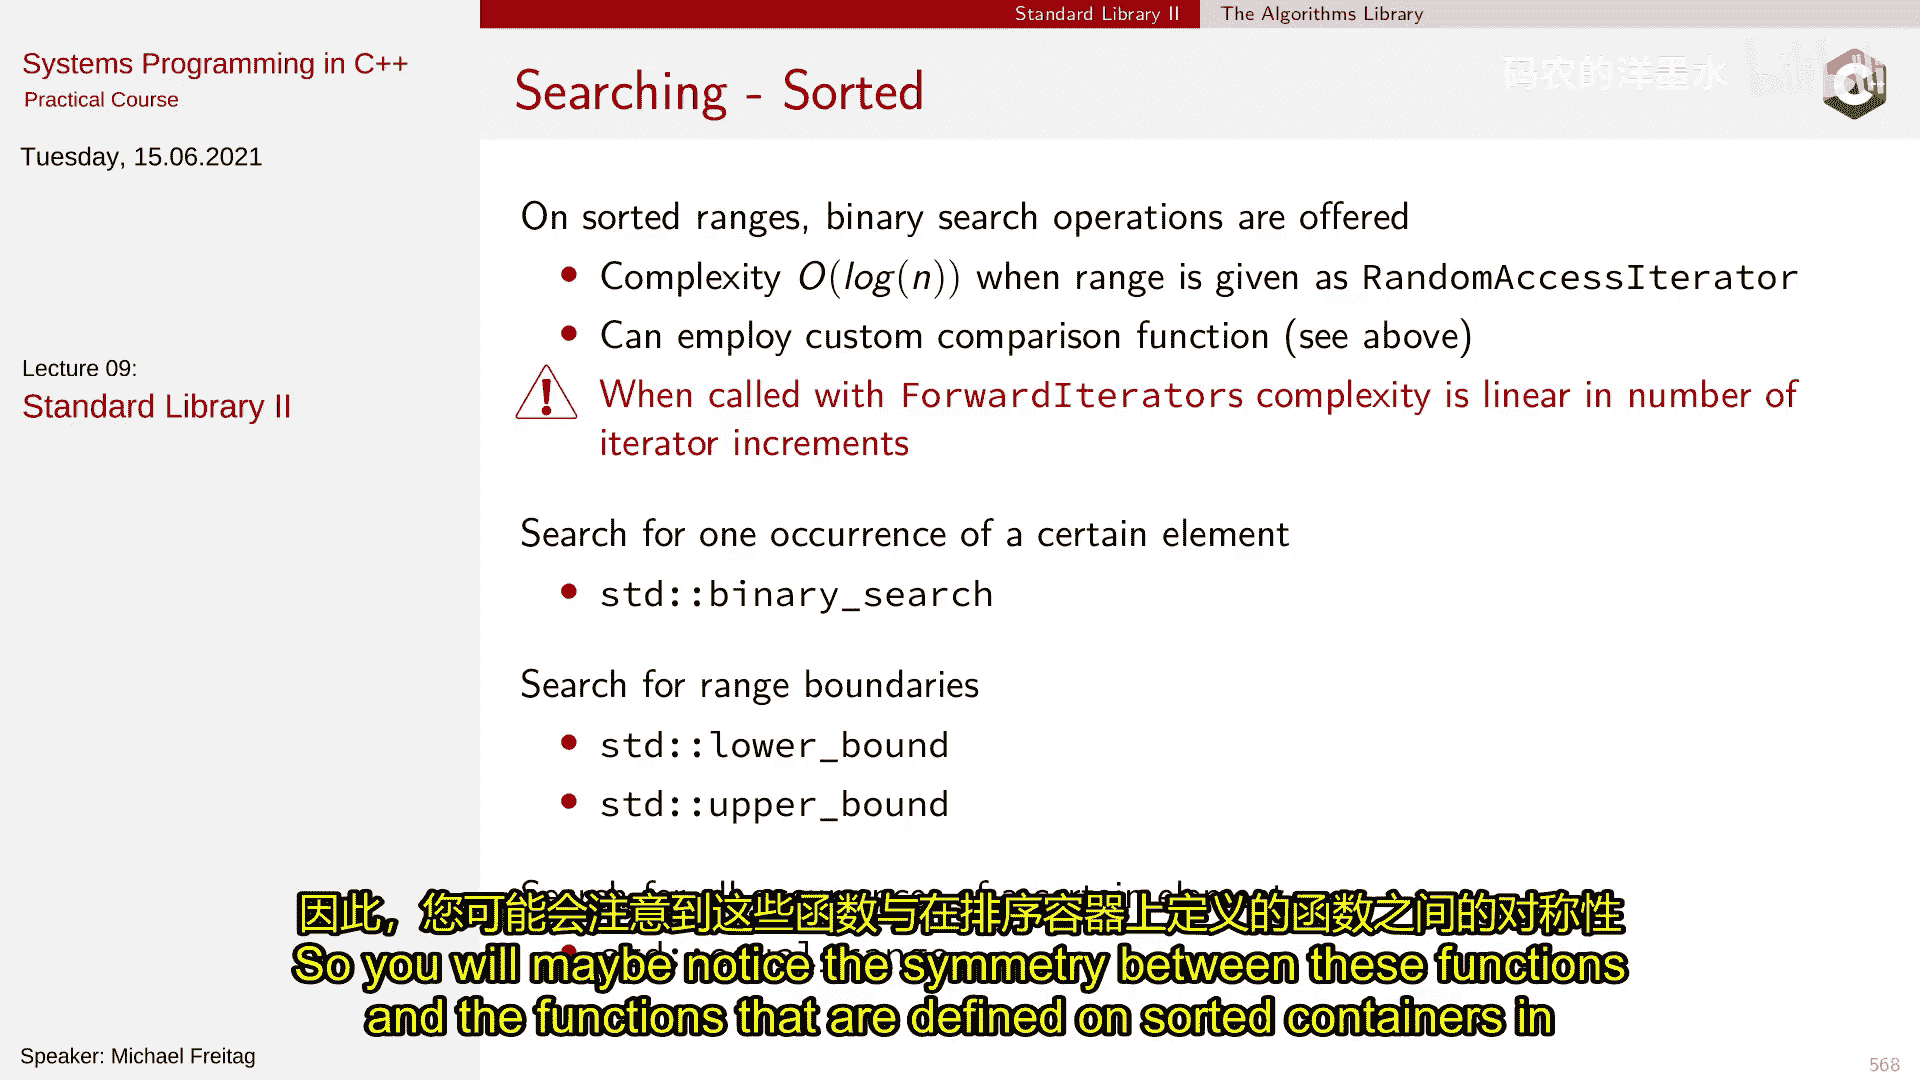 Standard Library II The Algorithms Library
Systems Programming in C++
Practical Course
Tuesday, 15.06.2021
Lecture 09:
Standard Library II
Searching - Sorted
码农的洋墨水
On sorted ranges, binary search operations are offered
• Complexity O(log(n)) when range is given as RandomAccessIterator
• Can employ custom comparison function (see above)
When called with ForwardIterators complexity is linear in number of
iterator increments
Search for one occurrence of a certain element
• std::binary_search
Search for range boundaries
• std::lower_bound
• std::upper_bound
因此，您可能会注意到这些函数与在排序容器上定义的函数之间的对称性
So you will maybe notice the symmetry between these functions
and the functions that are defined on sorted containers in
Speaker: Michael Freitag
568